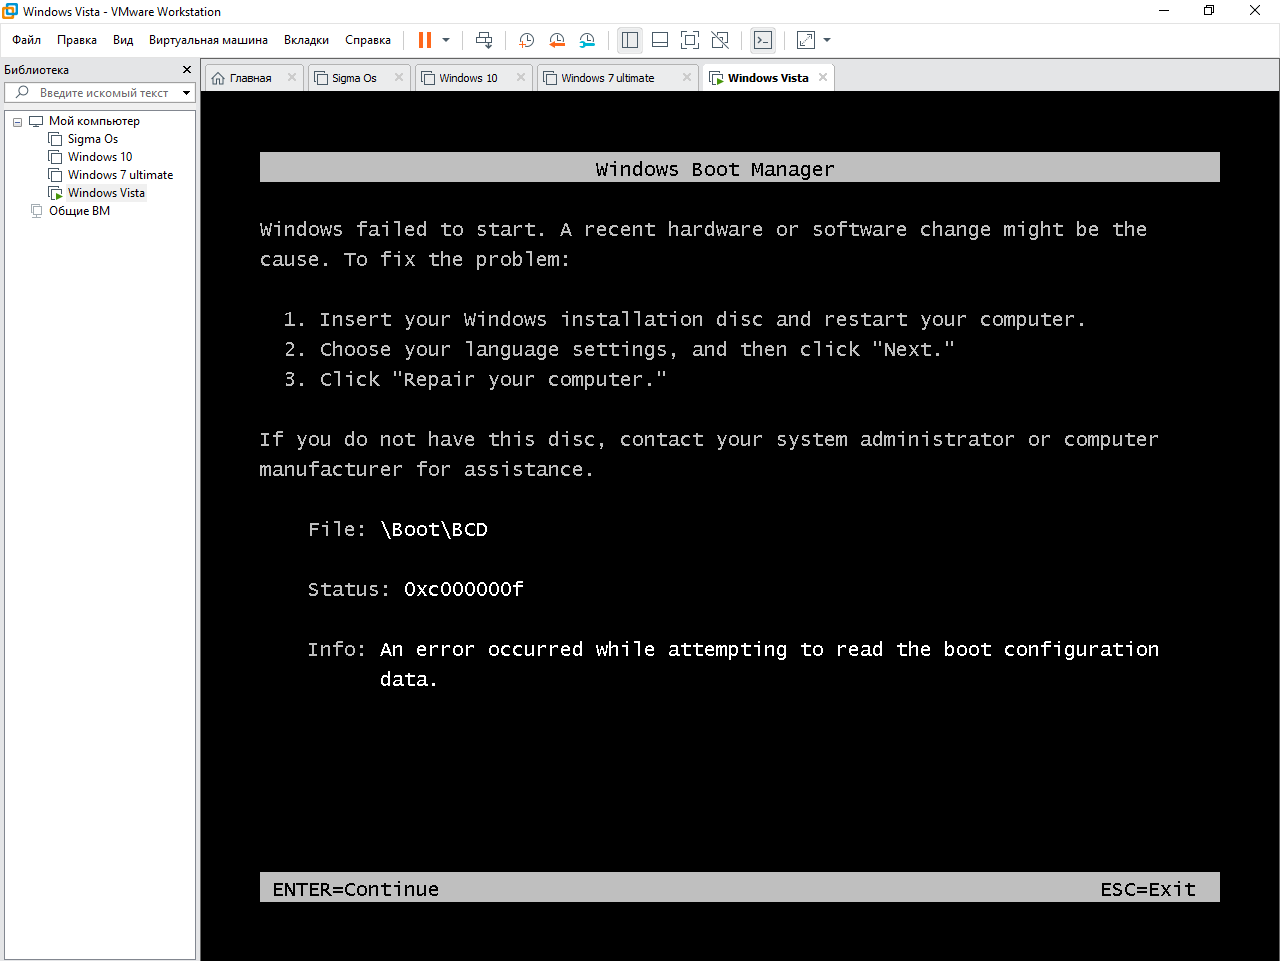 Windows Vista - VMware Workstation
Файл Правка Вид Виртуальная машина Вкладки Справка
Библиотека
Введите искомый текст
Мой компьютер
Sigma Os
Windows 10
Windows 7 ultimate
Windows Vista
Общие ВМ
Главная Sigma Os Windows 10 Windows 7 ultimate Windows Vista
Windows Boot Manager
Windows failed to start. A recent hardware or software change might be the
cause. To fix the problem:
1. Insert your Windows installation disc and restart your computer.
2. Choose your language settings, and then click "Next."
3. Click "Repair your computer."
If you do not have this disc, contact your system administrator or computer
manufacturer for assistance.
File: \Boot\BCD
Status: 0xc000000f
Info: An error occurred while attempting to read the boot configuration
data.
ENTER=Continue ESC=Exit